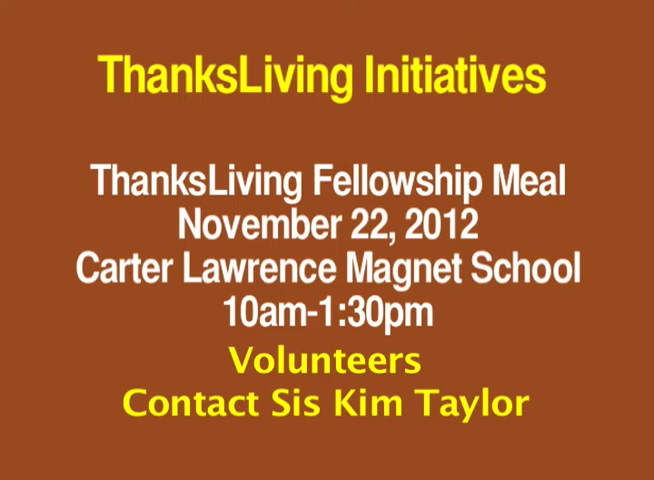 ThanksLiving Initiatives
ThanksLiving Fellowship Meal
November 22, 2012
Carter Lawrence Magnet School
10am-1:30pm
Volunteers
Contact Sis Kim Taylor